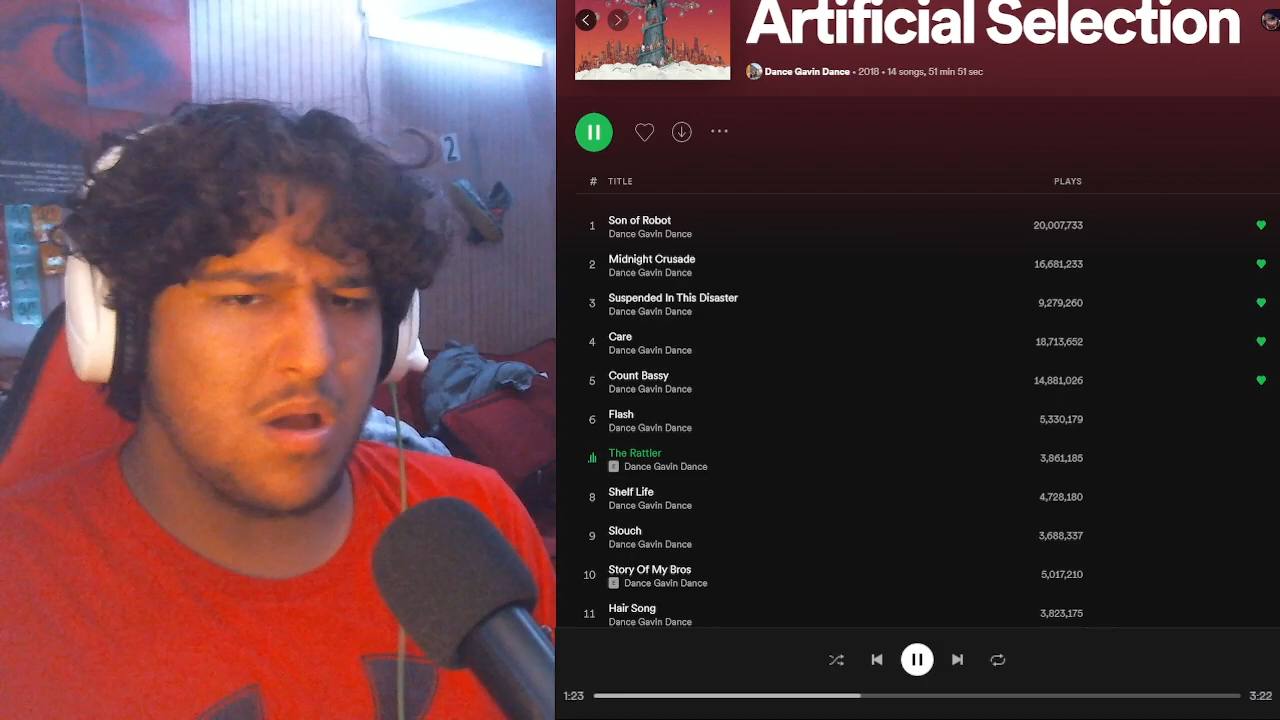 2
Artificial Selection
Dance Gavin Dance • 2018 • 14 songs, 51 min 51 sec
# TITLE PLAYS
1 Son of Robot 20,007,733
Dance Gavin Dance
2 Midnight Crusade 16,681,233
Dance Gavin Dance
3 Suspended In This Disaster 9,279,260
Dance Gavin Dance
4 Care 18,713,652
Dance Gavin Dance
5 Count Bassy 14,881,026
Dance Gavin Dance
6 Flash 5,330,179
Dance Gavin Dance
The Rattler 3,861,185
E Dance Gavin Dance
8 Shelf Life 4,728,180
Dance Gavin Dance
9 Slouch 3,688,337
Dance Gavin Dance
10 Story Of My Bros 5,017,210
E Dance Gavin Dance
11 Hair Song 3,823,175
Dance Gavin Dance
1:23 3:22